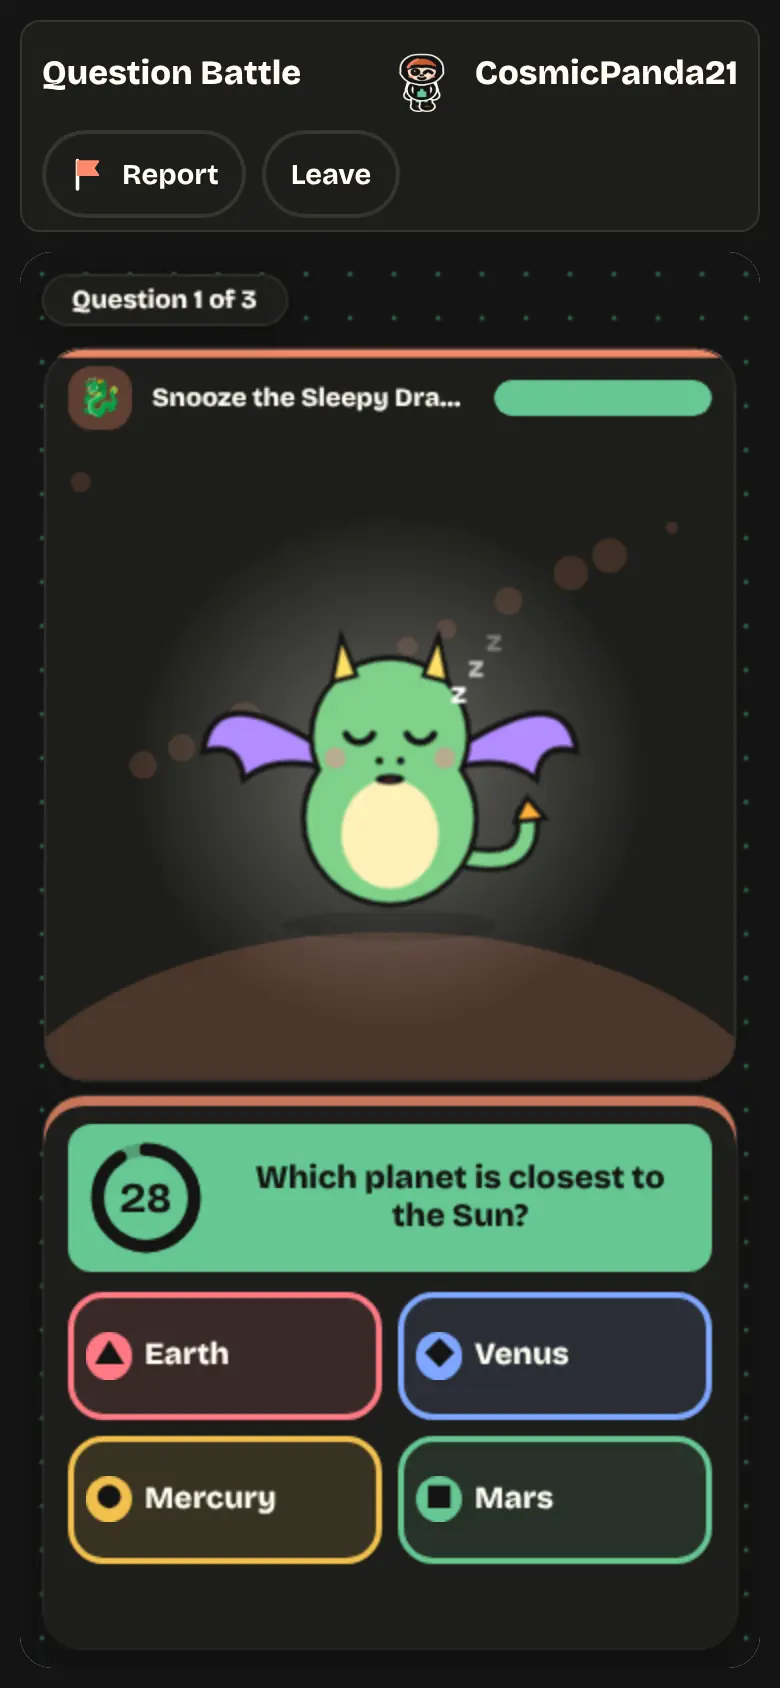 Question Battle
CosmicPanda21
Report
Leave
Question 1 of 3
Snooze the Sleepy Dra...
z
z
z
28
Which planet is closest to
the Sun?
Earth
Venus
Mercury
Mars